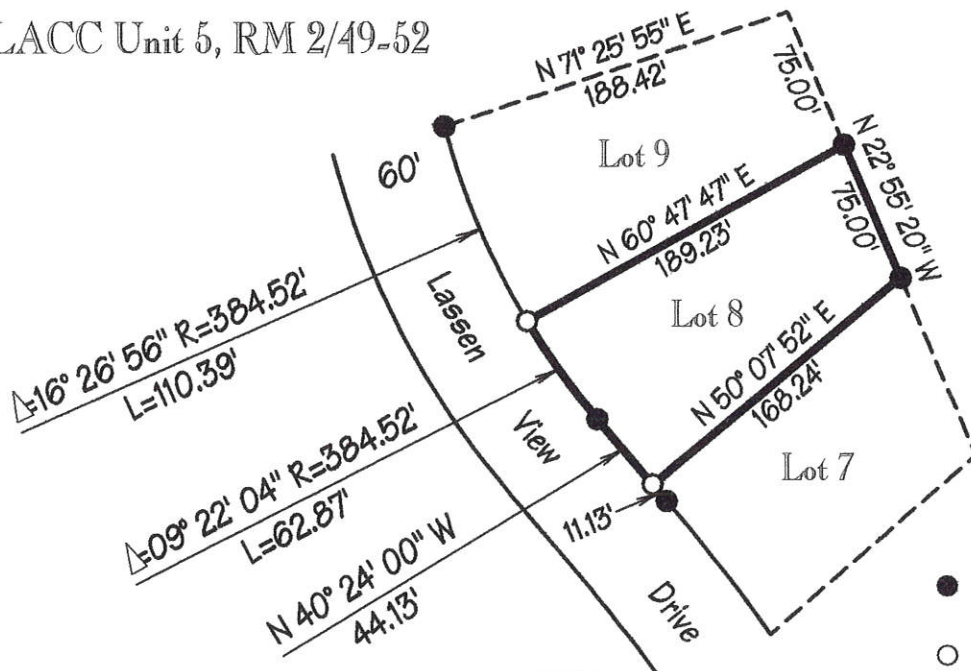 LACC Unit 5, RM 2/49-52
N 71° 25' 55" E
188.42'
75.00'
60'
Lot 9
N 22° 55' 20" W
N 60° 47' 47" E
189.23'
75.00'
Lassen
Lot 8
Δ=16° 26' 56" R=384.52'
L=110.39'
N 50° 07' 52" E
168.24'
View
Lot 7
Δ=09° 22' 04" R=384.52'
L=62.87'
11.13'
N 40° 24' 00" W
44.13'
Drive